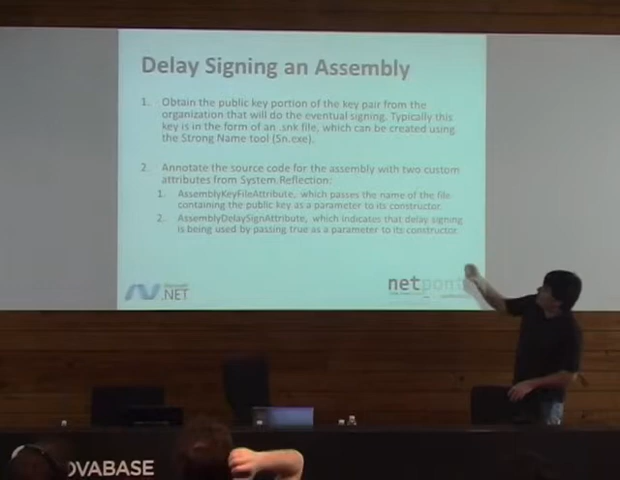 Delay Signing an Assembly
1. Obtain the public key portion of the key pair from the
organization that will do the eventual signing. Typically this
key is in the form of an .snk file, which can be created using
the Strong Name tool (Sn.exe).
2. Annotate the source code for the assembly with two custom
attributes from System.Reflection:
1. AssemblyKeyFileAttribute, which passes the name of the file
containing the public key as a parameter to its constructor.
2. AssemblyDelaySignAttribute, which indicates that delay signing
is being used by passing true as a parameter to its constructor.
Microsoft
.NET
netpont
OVABASE